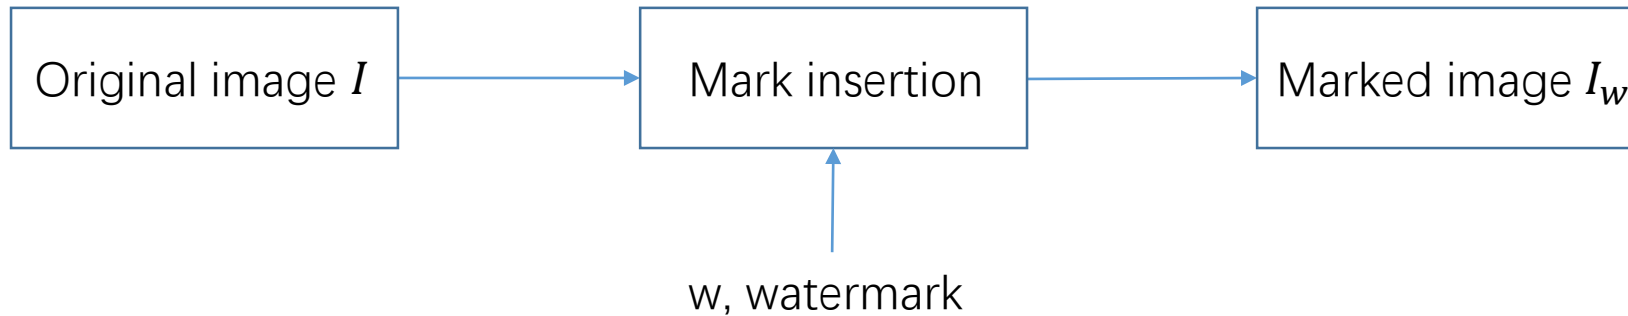 Original image I
Mark insertion
Marked image I_w
w, watermark